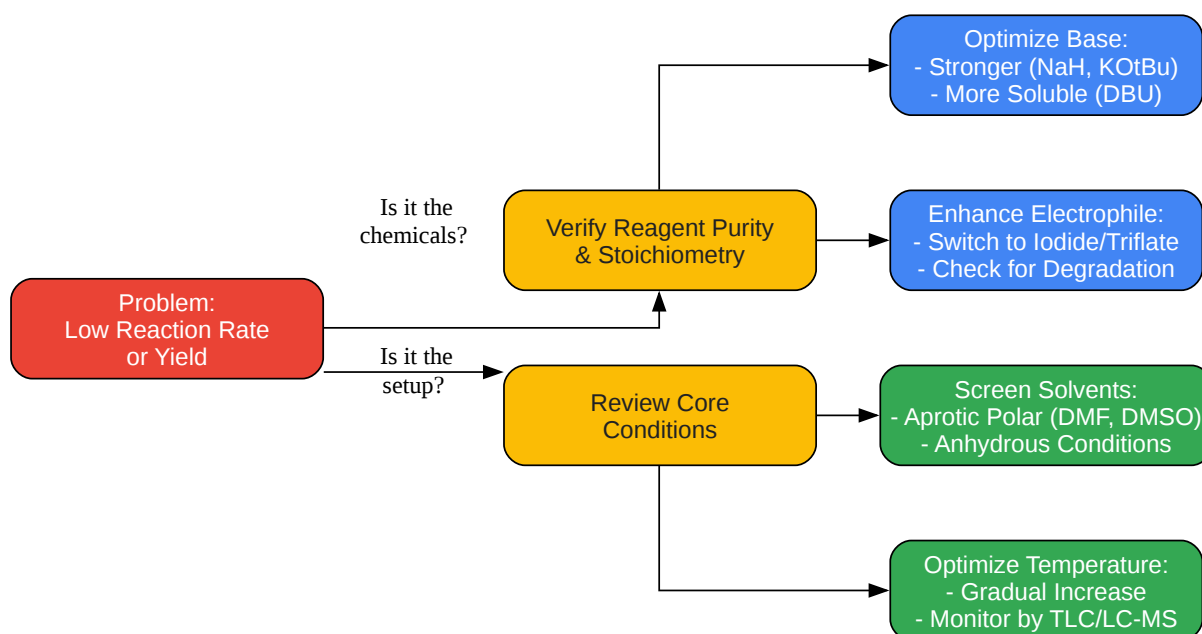 Problem:
Low Reaction Rate
or Yield
Is it the
chemicals?
Verify Reagent Purity
& Stoichiometry
Optimize Base:
- Stronger (NaH, KOtBu)
- More Soluble (DBU)
Enhance Electrophile:
- Switch to Iodide/Triflate
- Check for Degradation
Is it the
setup?
Review Core
Conditions
Screen Solvents:
- Aprotic Polar (DMF, DMSO)
- Anhydrous Conditions
Optimize Temperature:
- Gradual Increase
- Monitor by TLC/LC-MS